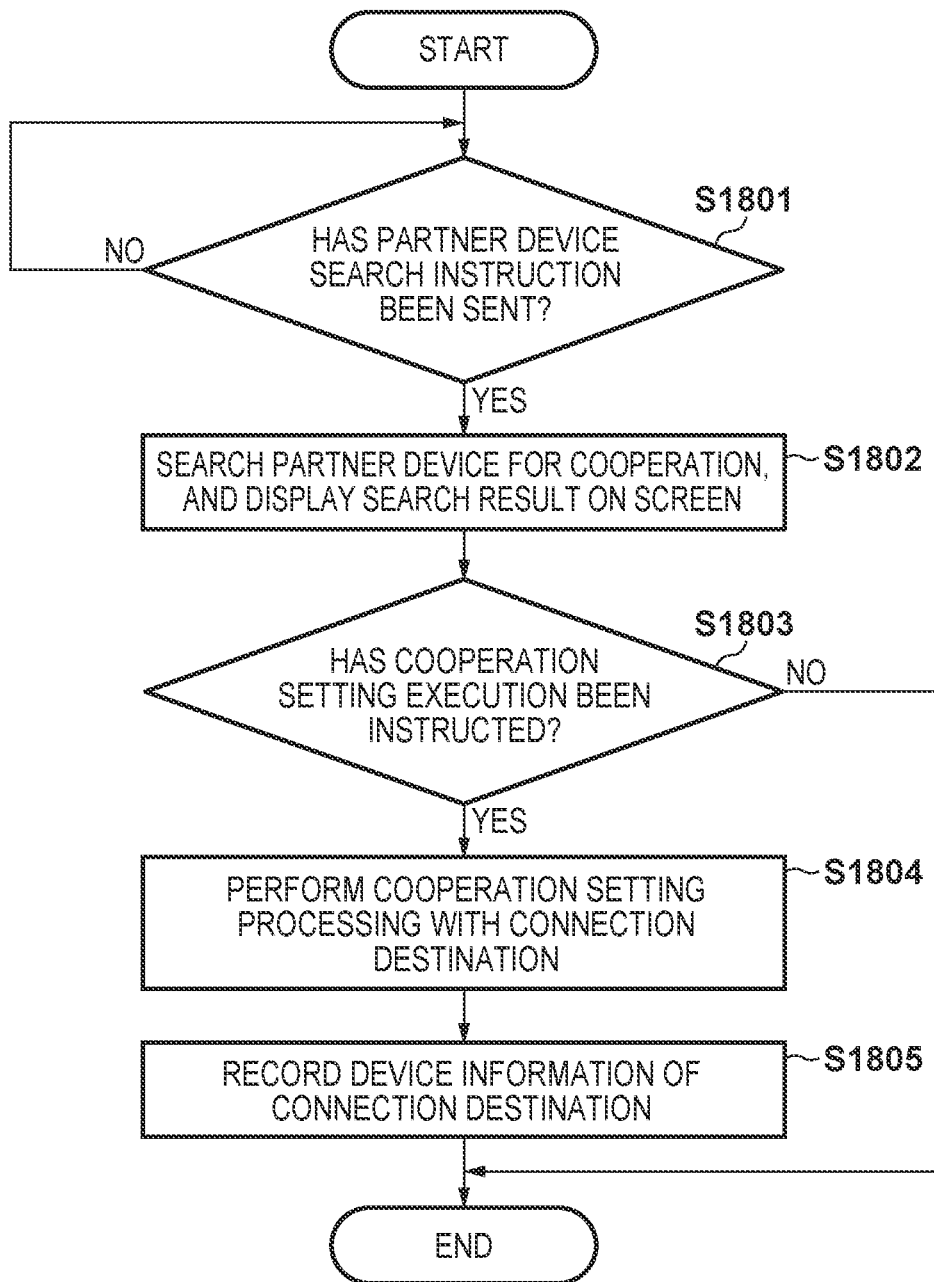 START
S1801
HAS PARTNER DEVICE
SEARCH INSTRUCTION
BEEN SENT?
NO
YES
SEARCH PARTNER DEVICE FOR COOPERATION,
AND DISPLAY SEARCH RESULT ON SCREEN
S1802
S1803
HAS COOPERATION
SETTING EXECUTION BEEN
INSTRUCTED?
NO
YES
PERFORM COOPERATION SETTING
PROCESSING WITH CONNECTION
DESTINATION
S1804
RECORD DEVICE INFORMATION OF
CONNECTION DESTINATION
S1805
END